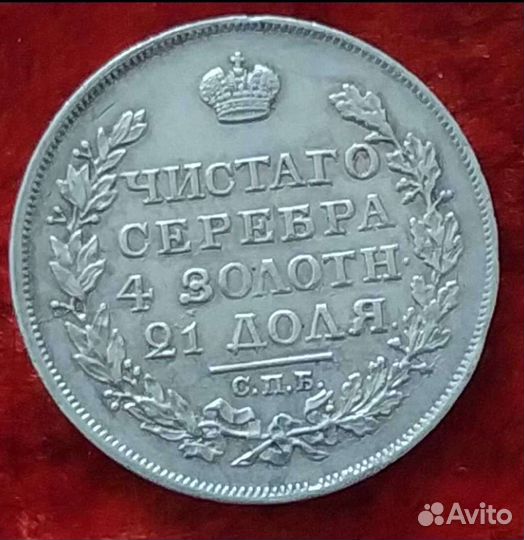 ЧИСТАГО
СЕРЕБРА
4 ЗОЛОТН.
21 ДОЛЯ.
С.П.Б.
Avito